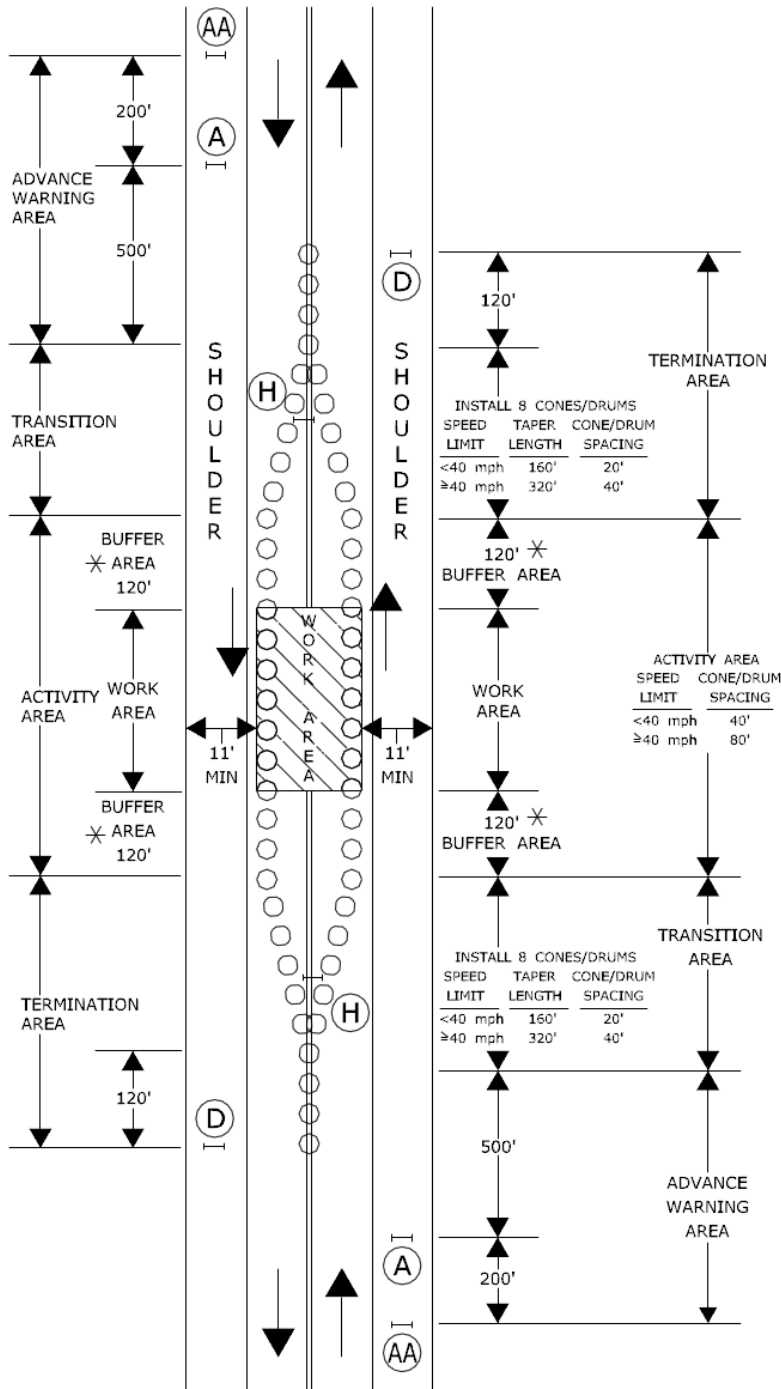 AA
200'
A
ADVANCE
WARNING
AREA
500'
D
120'
TERMINATION
AREA
SHOULDER
SHOULDER
H
TRANSITION
AREA
INSTALL 8 CONES/DRUMS
SPEED LIMIT TAPER LENGTH CONE/DRUM SPACING
<40 mph 160' 20'
≥40 mph 320' 40'
BUFFER
* AREA
120'
120' *
BUFFER AREA
WORK AREA
ACTIVITY
AREA
WORK
AREA
WORK
AREA
ACTIVITY AREA
SPEED LIMIT CONE/DRUM SPACING
<40 mph 40'
≥40 mph 80'
11'
MIN
11'
MIN
BUFFER
* AREA
120'
120' *
BUFFER AREA
TRANSITION
AREA
INSTALL 8 CONES/DRUMS
SPEED LIMIT TAPER LENGTH CONE/DRUM SPACING
<40 mph 160' 20'
≥40 mph 320' 40'
H
TERMINATION
AREA
120'
D
500'
ADVANCE
WARNING
AREA
A
200'
AA